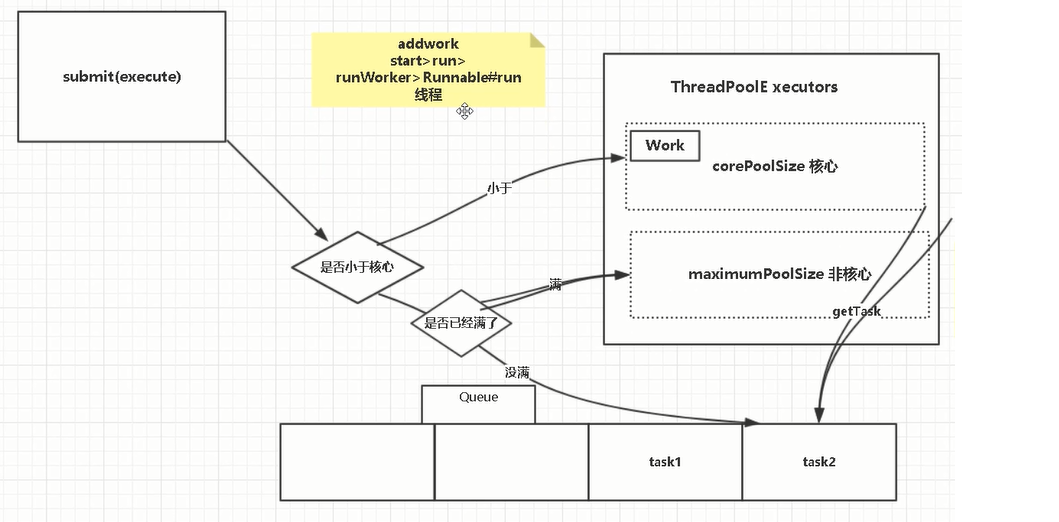 submit(execute)
addwork
start>run>
runWorker>Runnable#run
线程
ThreadPoolE xecutors
Work
corePoolSize 核心
小于
是否小于核心
maximumPoolSize 非核心
满
getTask
是否已经满了
没满
Queue
task1
task2